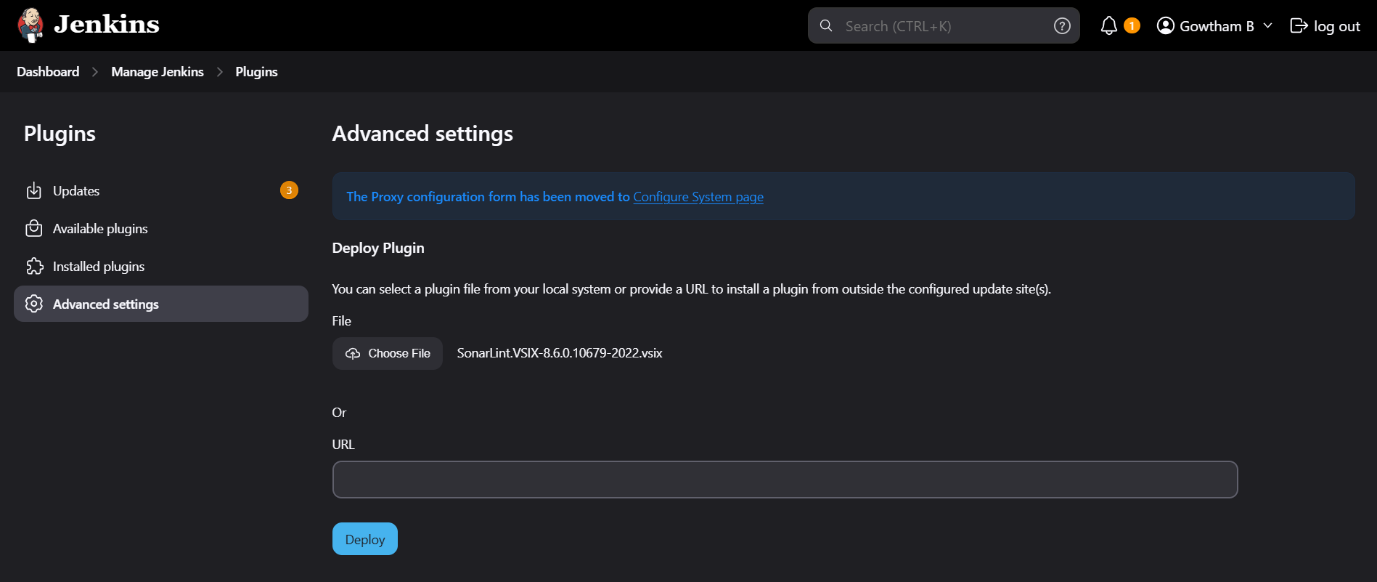 Jenkins
Search (CTRL+K)
?
1
Gowtham B
log out
Dashboard
Manage Jenkins
Plugins
Plugins
Updates
3
Available plugins
Installed plugins
Advanced settings
Advanced settings
The Proxy configuration form has been moved to Configure System page
Deploy Plugin
You can select a plugin file from your local system or provide a URL to install a plugin from outside the configured update site(s).
File
Choose File SonarLint.VSIX-8.6.0.10679-2022.vsix
Or
URL
Deploy